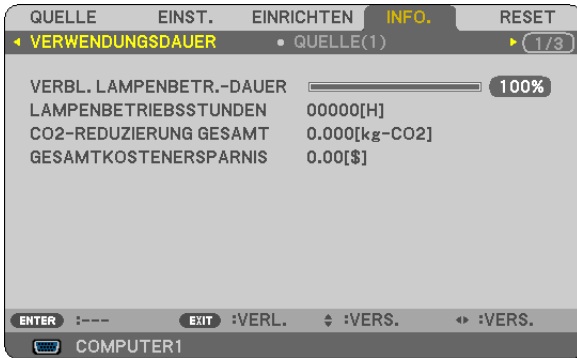 QUELLE EINST. EINRICHTEN INFO. RESET
VERWENDUNGSDAUER • QUELLE(1) 1/3
VERBL. LAMPENBETR.-DAUER 100%
LAMPENBETRIEBSSTUNDEN 00000[H]
CO2-REDUZIERUNG GESAMT 0.000[kg-CO2]
GESAMTKOSTENERSPARNIS 0.00[$]
ENTER :--- EXIT :VERL. :VERS. :VERS.
COMPUTER1